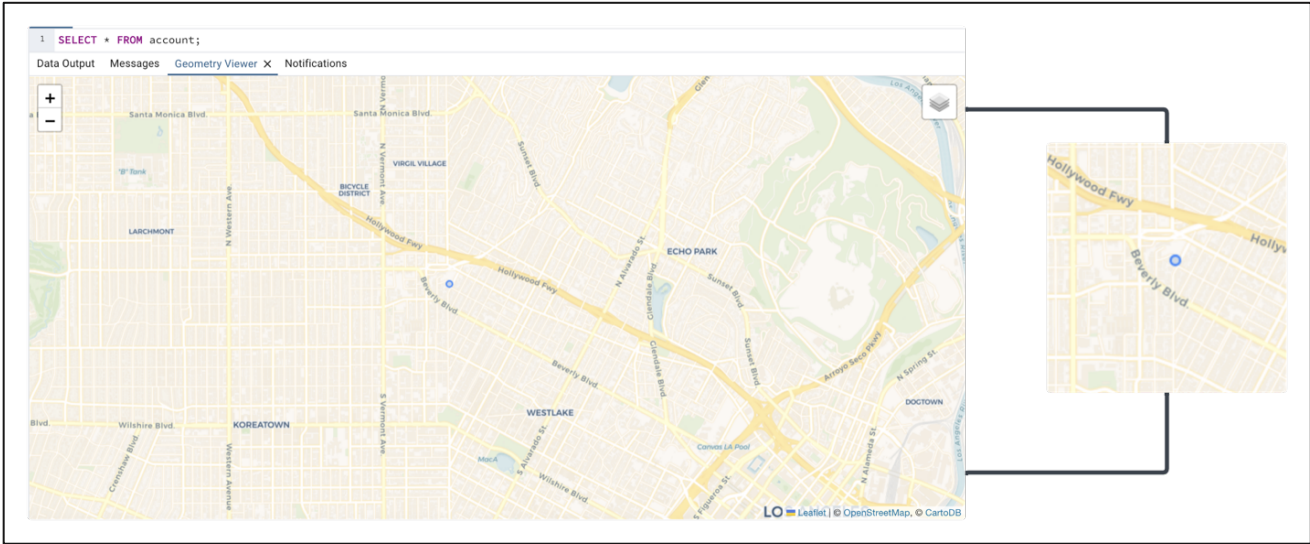 1 SELECT * FROM account;
Data Output Messages Geometry Viewer X Notifications
+
−
Santa Monica Blvd.
Santa Monica Blvd.
N Vermont Ave.
"B" Tank
VIRGIL VILLAGE
BICYCLE
DISTRICT
Sunset Blvd.
N Western Ave.
LARCHMONT
Hollywood Fwy
N Alvarado St.
ECHO PARK
Glendale Blvd.
Sunset Blvd.
Hollywood Fwy
Beverly Blvd.
Glendale Blvd.
Sunset Blvd.
Arroyo Seco Pkwy
N Spring St.
Beverly Blvd.
DOGTOWN
S Vermont Ave.
WESTLAKE
Blvd.
Wilshire Blvd.
KOREATOWN
Canvas LA Pool
Crenshaw Blvd.
Western Avenue
MacA
S Alvarado St.
Wilshire Blvd.
N Alameda St.
S Figueroa St.
LO
Leaflet | © OpenStreetMap, © CartoDB
Hollywood Fwy
Hollyw
Beverly Blvd.